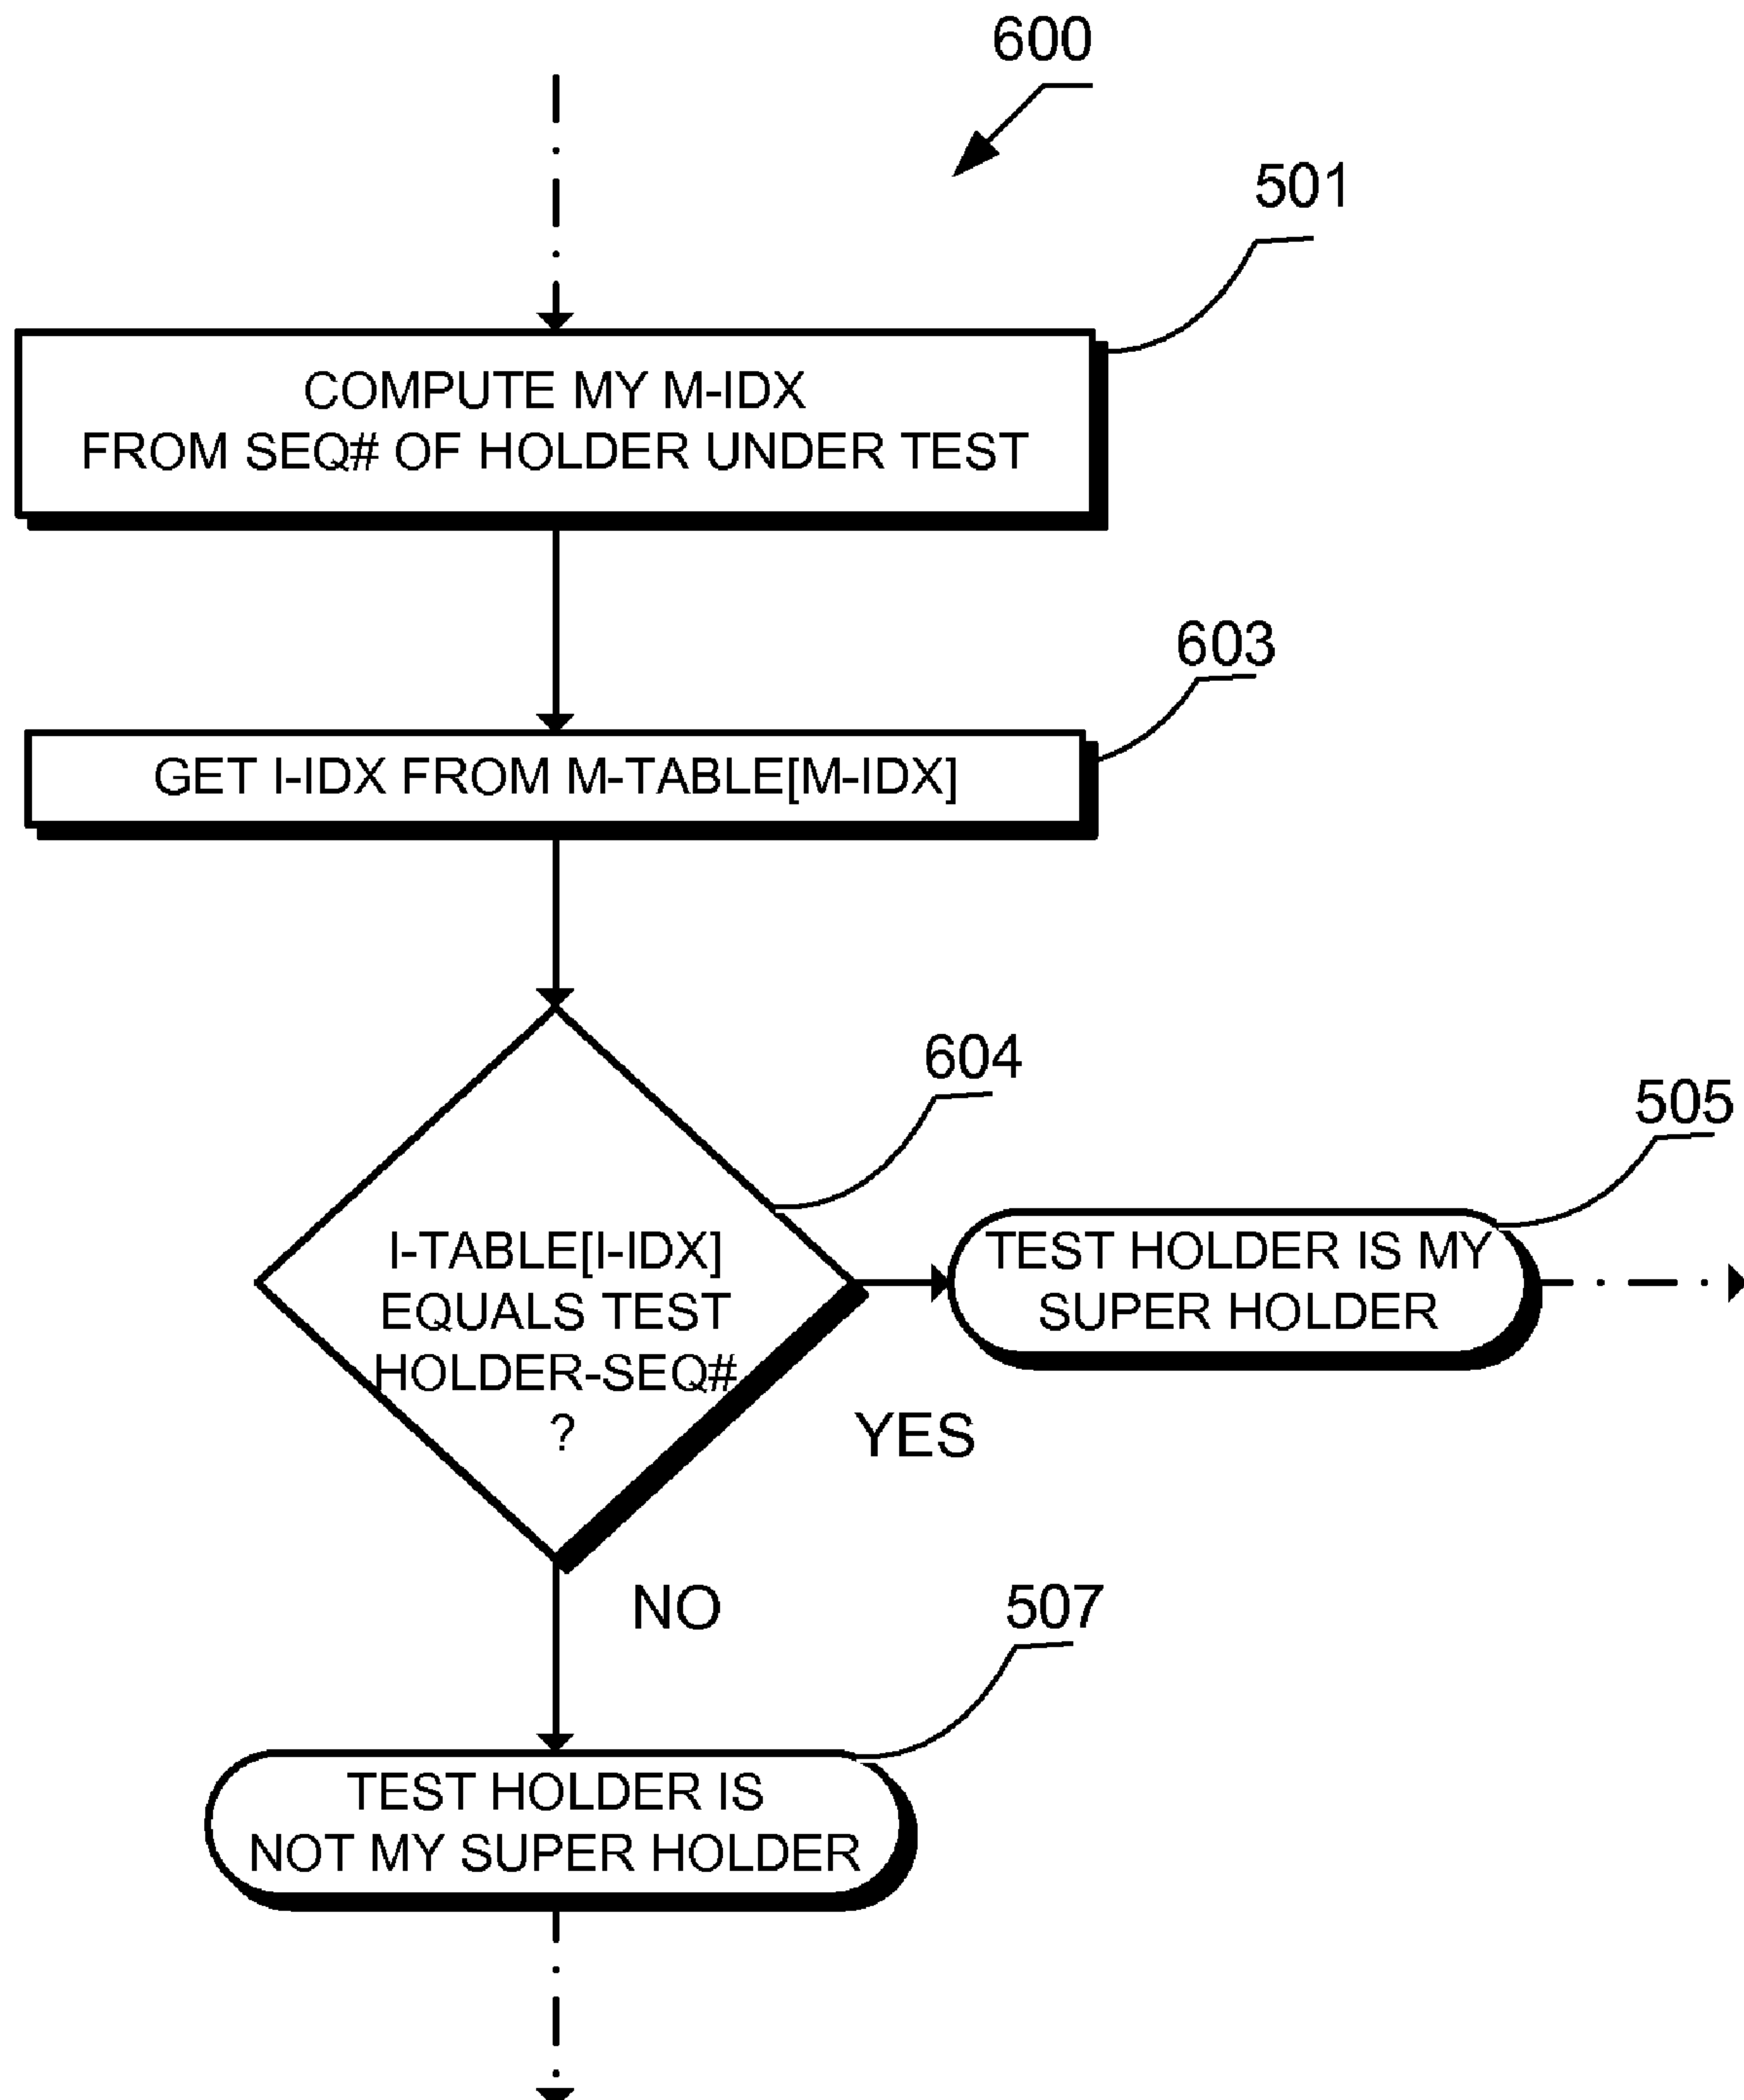 600
501
COMPUTE MY M-IDX
FROM SEQ# OF HOLDER UNDER TEST
603
GET I-IDX FROM M-TABLE[M-IDX]
604
505
I-TABLE[I-IDX]
EQUALS TEST
HOLDER-SEQ#
?
TEST HOLDER IS MY
SUPER HOLDER
YES
NO
507
TEST HOLDER IS
NOT MY SUPER HOLDER